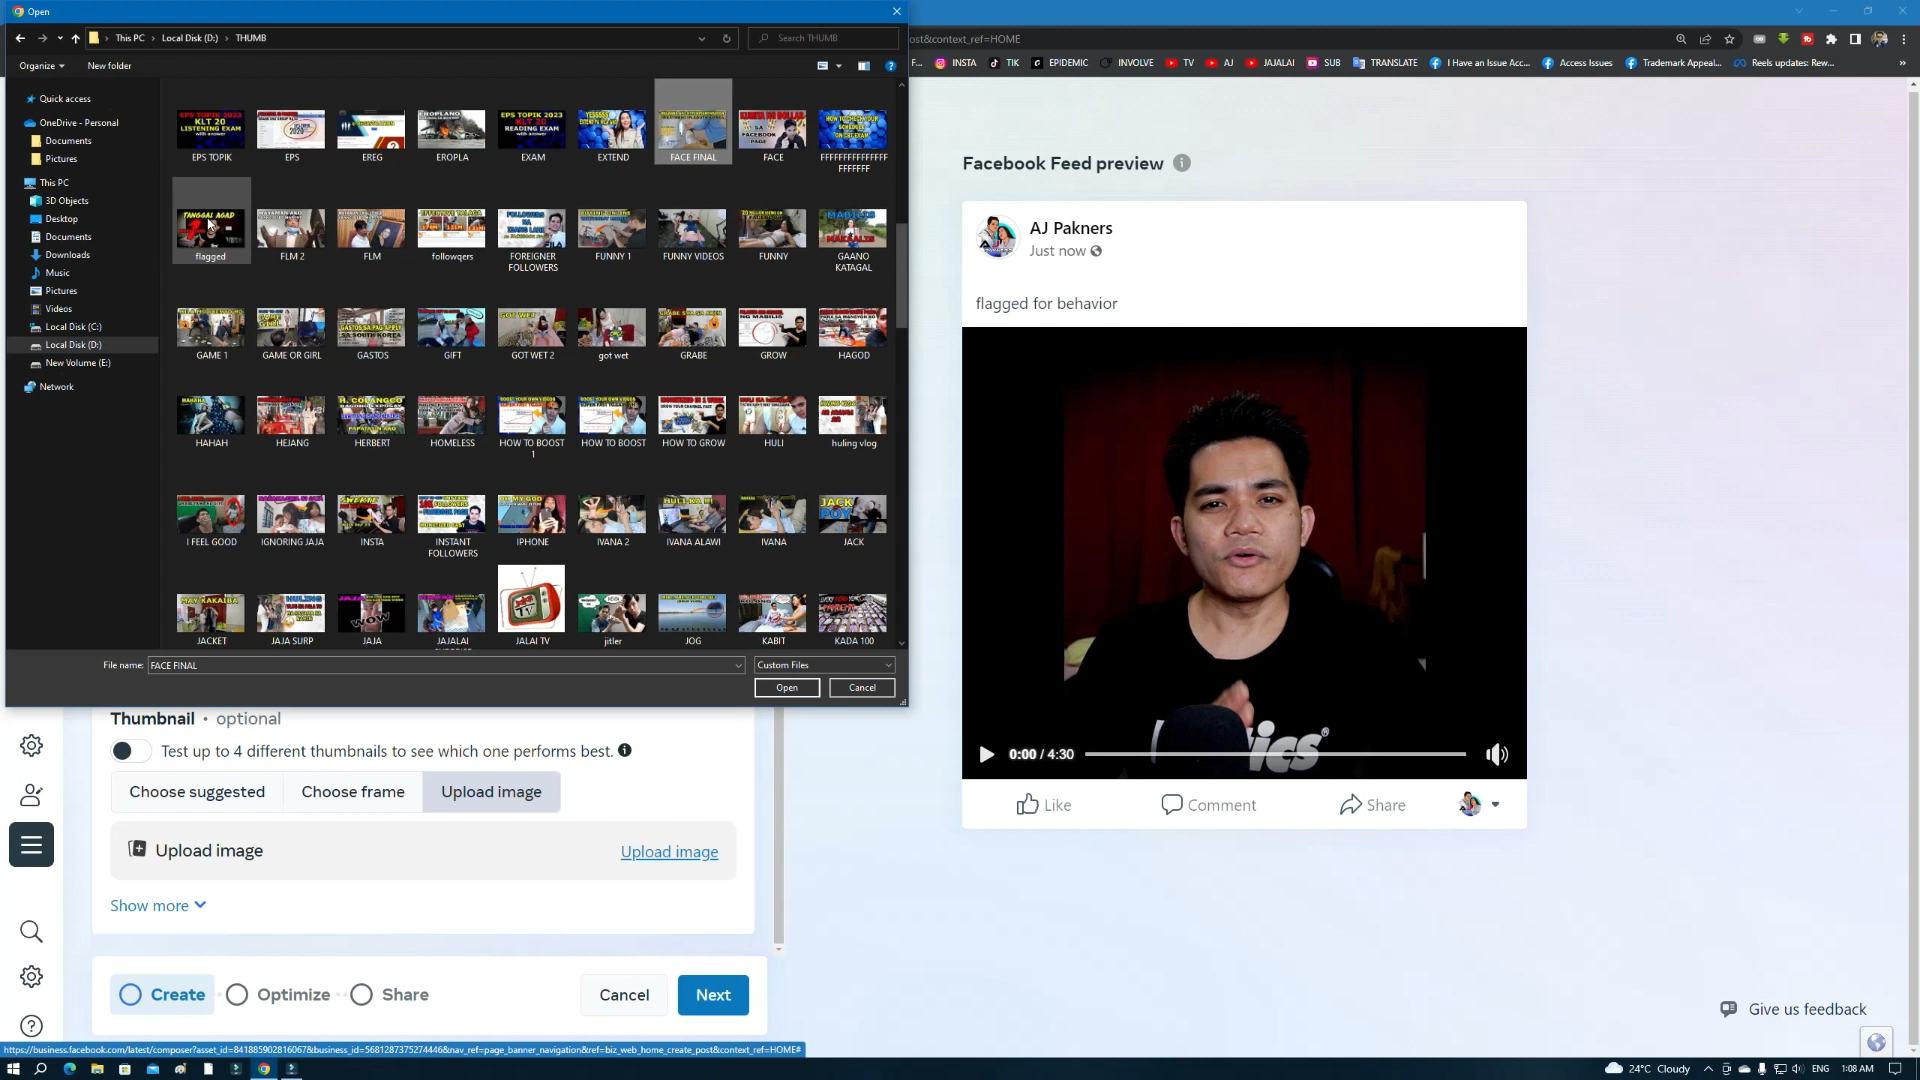 Open
This PC > Local Disk (D:) > THUMB
Search THUMB
Organize
New folder
Quick access
OneDrive - Personal
Documents
Pictures
This PC
3D Objects
Desktop
Documents
Downloads
Music
Pictures
Videos
Local Disk (C:)
Local Disk (D:)
New Volume (E:)
Network
EPS TOPIK
EPS
EREG
EROPLA
EXAM
EXTEND
FACE FINAL
FACE
FFFFFFFFFFFFFFF
FFFFFFF
flagged
FLM 2
FLM
followqers
FOREIGNER
FOLLOWERS
FUNNY 1
FUNNY VIDEOS
FUNNY
GAANO
KATAGAL
GAME 1
GAME OR GIRL
GASTOS
GIFT
GOT WET 2
got wet
GRABE
GROW
HAGOD
HAHAH
HEJANG
HERBERT
HOMELESS
HOW TO BOOST
1
HOW TO BOOST
HOW TO GROW
HULI
huling vlog
I FEEL GOOD
IGNORING JAJA
INSTA
INSTANT
FOLLOWERS
IPHONE
IVANA 2
IVANA ALAWI
IVANA
JACK
JACKET
JAJA SURP
JAJA
JAJALAI
JALAI TV
jitler
JOG
KABIT
KADA 100
File name: FACE FINAL
Custom Files
Open
Cancel
ost&context_ref=HOME
F...
INSTA
TIK
EPIDEMIC
INVOLVE
TV
AJ
JAJALAI
SUB
TRANSLATE
I Have an Issue Acc...
Access Issues
Trademark Appeal...
Reels updates: Rew...
Facebook Feed preview
AJ Pakners
Just now
flagged for behavior
0:00 / 4:30
Like
Comment
Share
Thumbnail • optional
Test up to 4 different thumbnails to see which one performs best.
Choose suggested
Choose frame
Upload image
Upload image
Upload image
Show more
Create
Optimize
Share
Cancel
Next
Give us feedback
https://business.facebook.com/latest/composer?asset_id=841885902816067&business_id=5681287375274446&nav_ref=page_banner_navigation&ref=biz_web_home_create_post&context_ref=HOME#
24°C Cloudy
ENG
1:08 AM